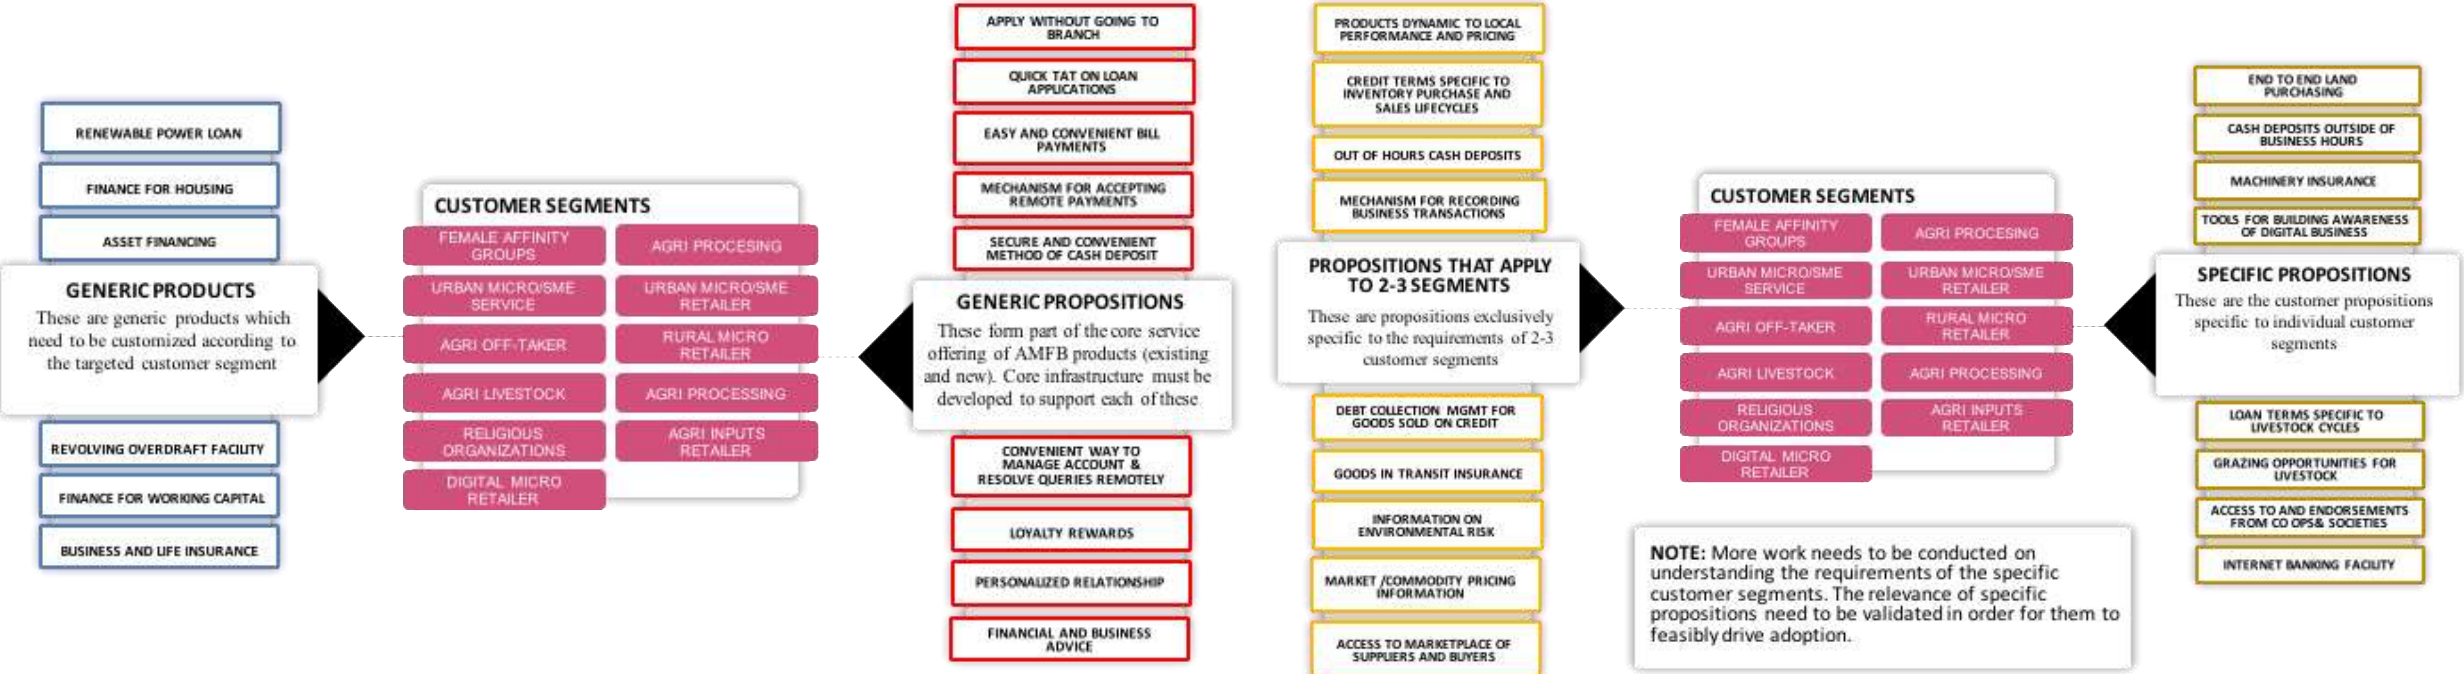 RENEWABLE POWER LOAN
FINANCE FOR HOUSING
ASSET FINANCING
GENERIC PRODUCTS
These are generic products which
need to be customized according to
the targeted customer segment
REVOLVING OVERDRAFT FACILITY
FINANCE FOR WORKING CAPITAL
BUSINESS AND LIFE INSURANCE
CUSTOMER SEGMENTS
FEMALE AFFINITY
GROUPS
AGRI PROCESING
URBAN MICRO/SME
SERVICE
URBAN MICRO/SME
RETAILER
AGRI OFF-TAKER
RURAL MICRO
RETAILER
AGRI LIVESTOCK
AGRI PROCESSING
RELIGIOUS
ORGANIZATIONS
AGRI INPUTS
RETAILER
DIGITAL MICRO
RETAILER
APPLY WITHOUT GOING TO
BRANCH
QUICK TAT ON LOAN
APPLICATIONS
EASY AND CONVENIENT BILL
PAYMENTS
MECHANISM FOR ACCEPTING
REMOTE PAYMENTS
SECURE AND CONVENIENT
METHOD OF CASH DEPOSIT
GENERIC PROPOSITIONS
These form part of the core service
offering of AMFB products (existing
and new). Core infrastructure must be
developed to support each of these
CONVENIENT WAY TO
MANAGE ACCOUNT &
RESOLVE QUERIES REMOTELY
LOYALTY REWARDS
PERSONALIZED RELATIONSHIP
FINANCIAL AND BUSINESS
ADVICE
PRODUCTS DYNAMIC TO LOCAL
PERFORMANCE AND PRICING
CREDIT TERMS SPECIFIC TO
INVENTORY PURCHASE AND
SALES LIFECYCLES
OUT OF HOURS CASH DEPOSITS
MECHANISM FOR RECORDING
BUSINESS TRANSACTIONS
PROPOSITIONS THAT APPLY
TO 2-3 SEGMENTS
These are propositions exclusively
specific to the requirements of 2-3
customer segments
DEBT COLLECTION MGMT FOR
GOODS SOLD ON CREDIT
GOODS IN TRANSIT INSURANCE
INFORMATION ON
ENVIRONMENTAL RISK
MARKET /COMMODITY PRICING
INFORMATION
ACCESS TO MARKETPLACE OF
SUPPLIERS AND BUYERS
CUSTOMER SEGMENTS
FEMALE AFFINITY
GROUPS
AGRI PROCESING
URBAN MICRO/SME
SERVICE
URBAN MICRO/SME
RETAILER
AGRI OFF-TAKER
RURAL MICRO
RETAILER
AGRI LIVESTOCK
AGRI PROCESSING
RELIGIOUS
ORGANIZATIONS
AGRI INPUTS
RETAILER
DIGITAL MICRO
RETAILER
NOTE: More work needs to be conducted on
understanding the requirements of the specific
customer segments. The relevance of specific
propositions need to be validated in order for them to
feasibly drive adoption.
END TO END LAND
PURCHASING
CASH DEPOSITS OUTSIDE OF
BUSINESS HOURS
MACHINERY INSURANCE
TOOLS FOR BUILDING AWARENESS
OF DIGITAL BUSINESS
SPECIFIC PROPOSITIONS
These are the customer propositions
specific to individual customer
segments
LOAN TERMS SPECIFIC TO
LIVESTOCK CYCLES
GRAZING OPPORTUNITIES FOR
LIVESTOCK
ACCESS TO AND ENDORSEMENTS
FROM CO OPS& SOCIETIES
INTERNET BANKING FACILITY